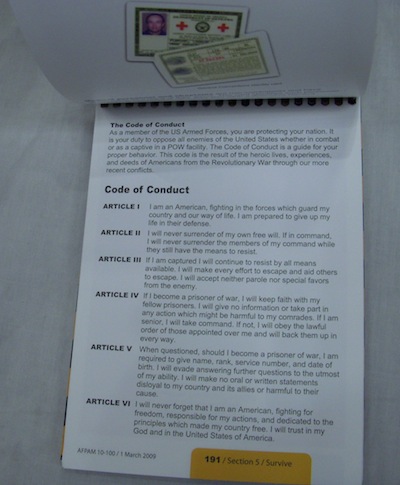 The Code of Conduct
As a member of the US Armed Forces, you are protecting your nation. It
is your duty to oppose all enemies of the United States whether in combat
or as a captive in a POW facility. The Code of Conduct is a guide for your
proper behavior. This code is the result of the heroic lives, experiences,
and deeds of Americans from the Revolutionary War through our more
recent conflicts.
Code of Conduct
ARTICLE I I am an American, fighting in the forces which guard my
country and our way of life. I am prepared to give up my
life in their defense.
ARTICLE II I will never surrender of my own free will. If in command,
I will never surrender the members of my command while
they still have the means to resist.
ARTICLE III If I am captured I will continue to resist by all means
available. I will make every effort to escape and aid others
to escape. I will accept neither parole nor special favors
from the enemy.
ARTICLE IV If I become a prisoner of war, I will keep faith with my
fellow prisoners. I will give no information or take part in
any action which might be harmful to my comrades. If I am
senior, I will take command. If not, I will obey the lawful
order of those appointed over me and will back them up in
every way.
ARTICLE V When questioned, should I become a prisoner of war, I am
required to give name, rank, service number, and date of
birth. I will evade answering further questions to the utmost
of my ability. I will make no oral or written statements
disloyal to my country and its allies or harmful to their
cause.
ARTICLE VI I will never forget that I am an American, fighting for
freedom, responsible for my actions, and dedicated to the
principles which made my country free. I will trust in my
God and in the United States of America.
AFPAM 10-100 / 1 March 2009
191 / Section 5 / Survive